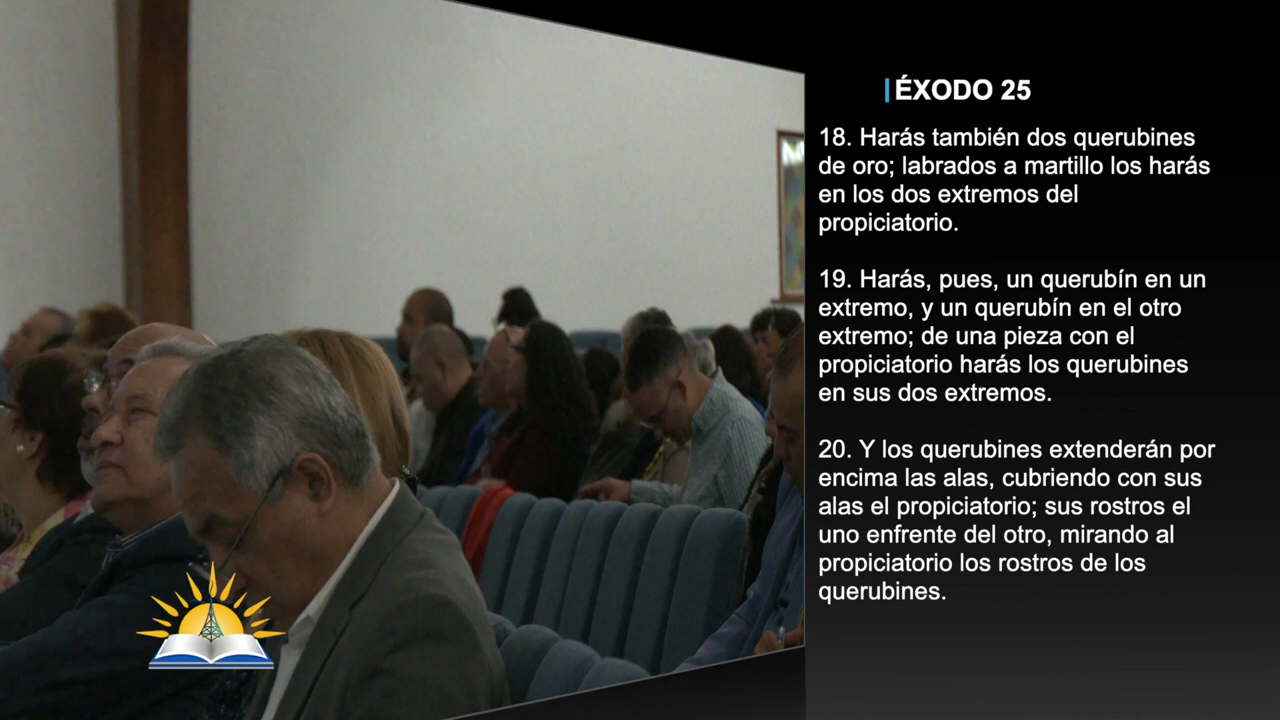 ÉXODO 25
18. Harás también dos querubines
de oro; labrados a martillo los harás
en los dos extremos del
propiciatorio.
19. Harás, pues, un querubín en un
extremo, y un querubín en el otro
extremo; de una pieza con el
propiciatorio harás los querubines
en sus dos extremos.
20. Y los querubines extenderán por
encima las alas, cubriendo con sus
alas el propiciatorio; sus rostros el
uno enfrente del otro, mirando al
propiciatorio los rostros de los
querubines.